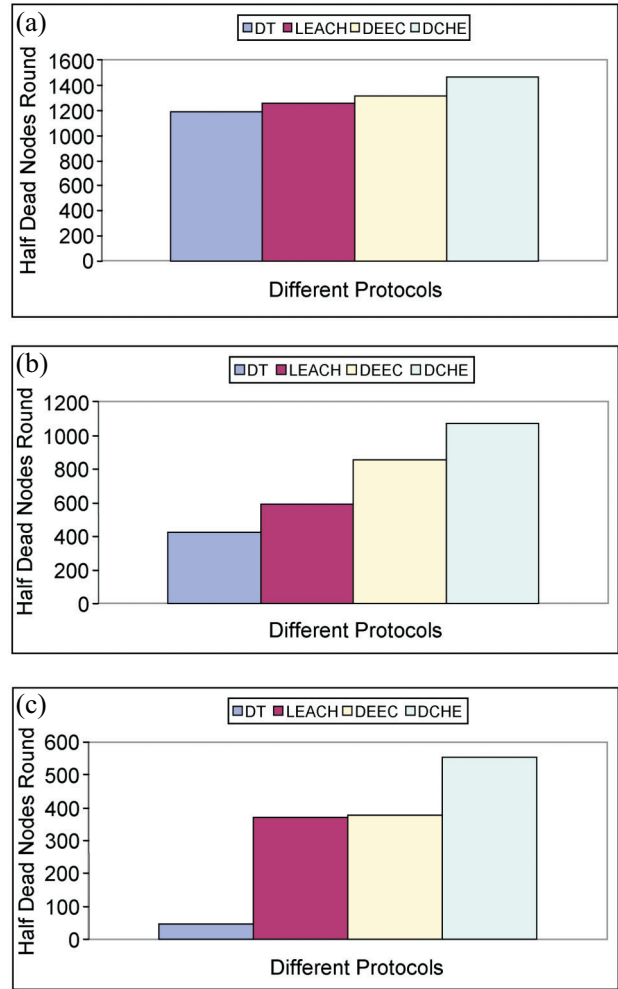 (a)
DT LEACH DEEC DCHE
Half Dead Nodes Round
1600
1400
1200
1000
800
600
400
200
0
Different Protocols
(b)
DT LEACH DEEC DCHE
Half Dead Nodes Round
1200
1000
800
600
400
200
0
Different Protocols
(c)
DT LEACH DEEC DCHE
Half Dead Nodes Round
600
500
400
300
200
100
0
Different Protocols